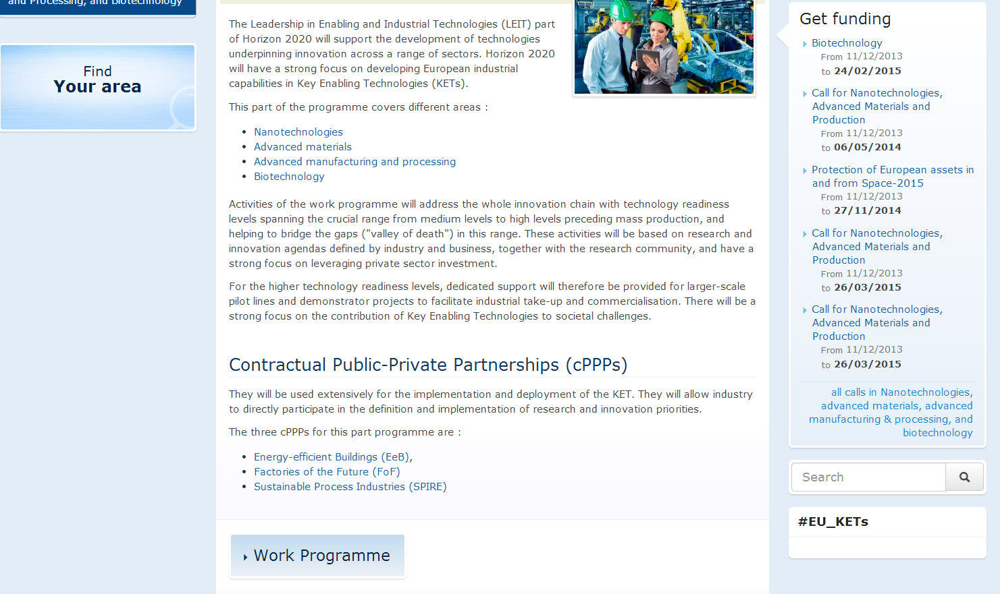 and Processing, and Biotechnology
Find
Your area
The Leadership in Enabling and Industrial Technologies (LEIT) part
of Horizon 2020 will support the development of technologies
underpinning innovation across a range of sectors. Horizon 2020
will have a strong focus on developing European industrial
capabilities in Key Enabling Technologies (KETs).
This part of the programme covers different areas :
• Nanotechnologies
• Advanced materials
• Advanced manufacturing and processing
• Biotechnology
Activities of the work programme will address the whole innovation chain with technology readiness
levels spanning the crucial range from medium levels to high levels preceding mass production, and
helping to bridge the gaps ("valley of death") in this range. These activities will be based on research and
innovation agendas defined by industry and business, together with the research community, and have a
strong focus on leveraging private sector investment.
For the higher technology readiness levels, dedicated support will therefore be provided for larger-scale
pilot lines and demonstrator projects to facilitate industrial take-up and commercialisation. There will be a
strong focus on the contribution of Key Enabling Technologies to societal challenges.
Contractual Public-Private Partnerships (cPPPs)
They will be used extensively for the implementation and deployment of the KET. They will allow industry
to directly participate in the definition and implementation of research and innovation priorities.
The three cPPPs for this part programme are :
• Energy-efficient Buildings (EeB),
• Factories of the Future (FoF)
• Sustainable Process Industries (SPIRE)
Work Programme
Get funding
Biotechnology
From 11/12/2013
to 24/02/2015
Call for Nanotechnologies,
Advanced Materials and
Production
From 11/12/2013
to 06/05/2014
Protection of European assets in
and from Space-2015
From 11/12/2013
to 27/11/2014
Call for Nanotechnologies,
Advanced Materials and
Production
From 11/12/2013
to 26/03/2015
Call for Nanotechnologies,
Advanced Materials and
Production
From 11/12/2013
to 26/03/2015
all calls in Nanotechnologies,
advanced materials, advanced
manufacturing & processing, and
biotechnology
Search
#EU_KETs